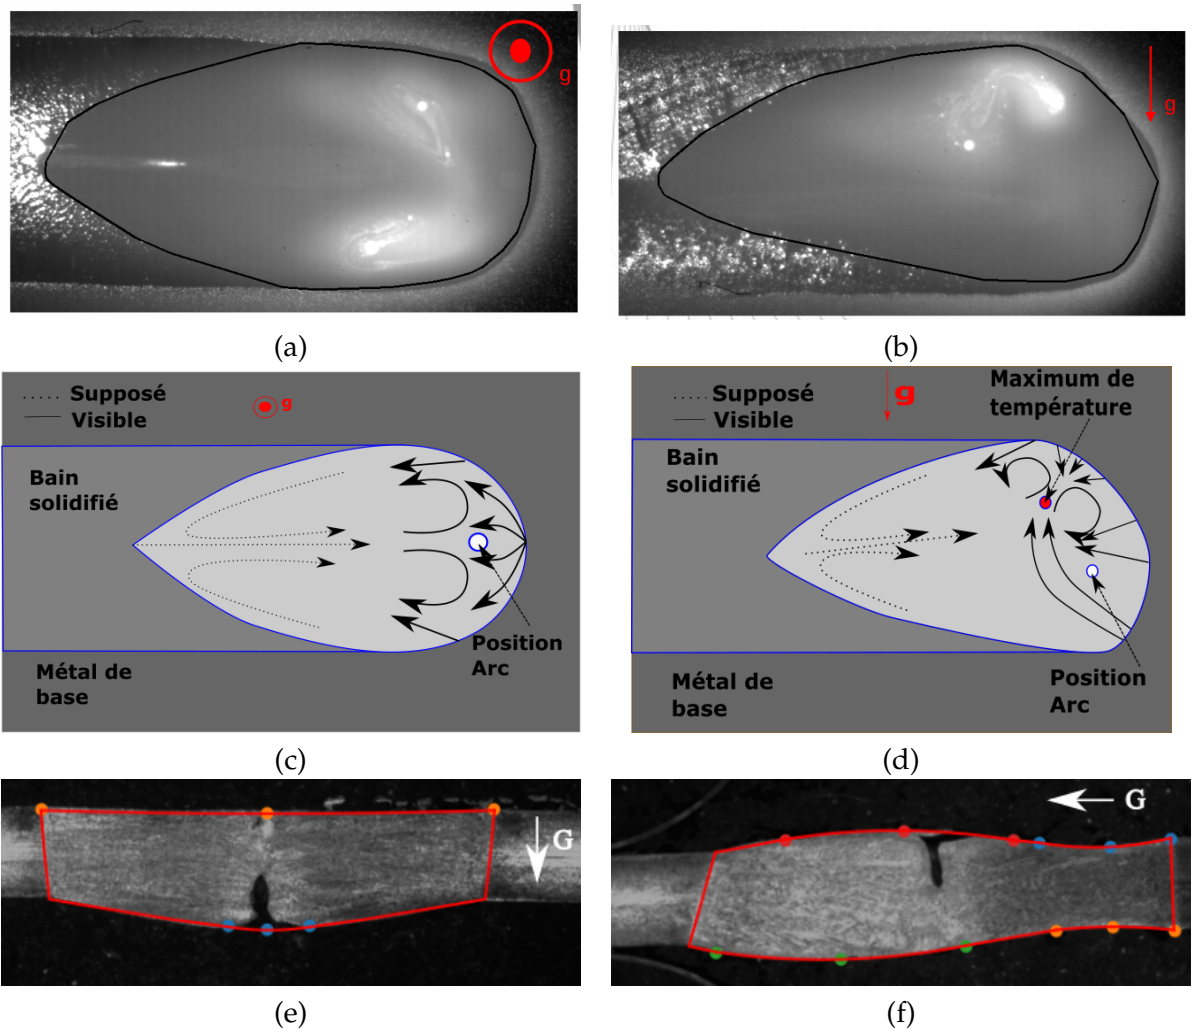 g
g
(a)
(b)
Supposé
Visible
g
Bain
solidifié
Position
Arc
Métal de
base
Supposé
Visible
g
Maximum de
température
Bain
solidifié
Position
Arc
Métal de
base
(c)
(d)
G
G
(e)
(f)